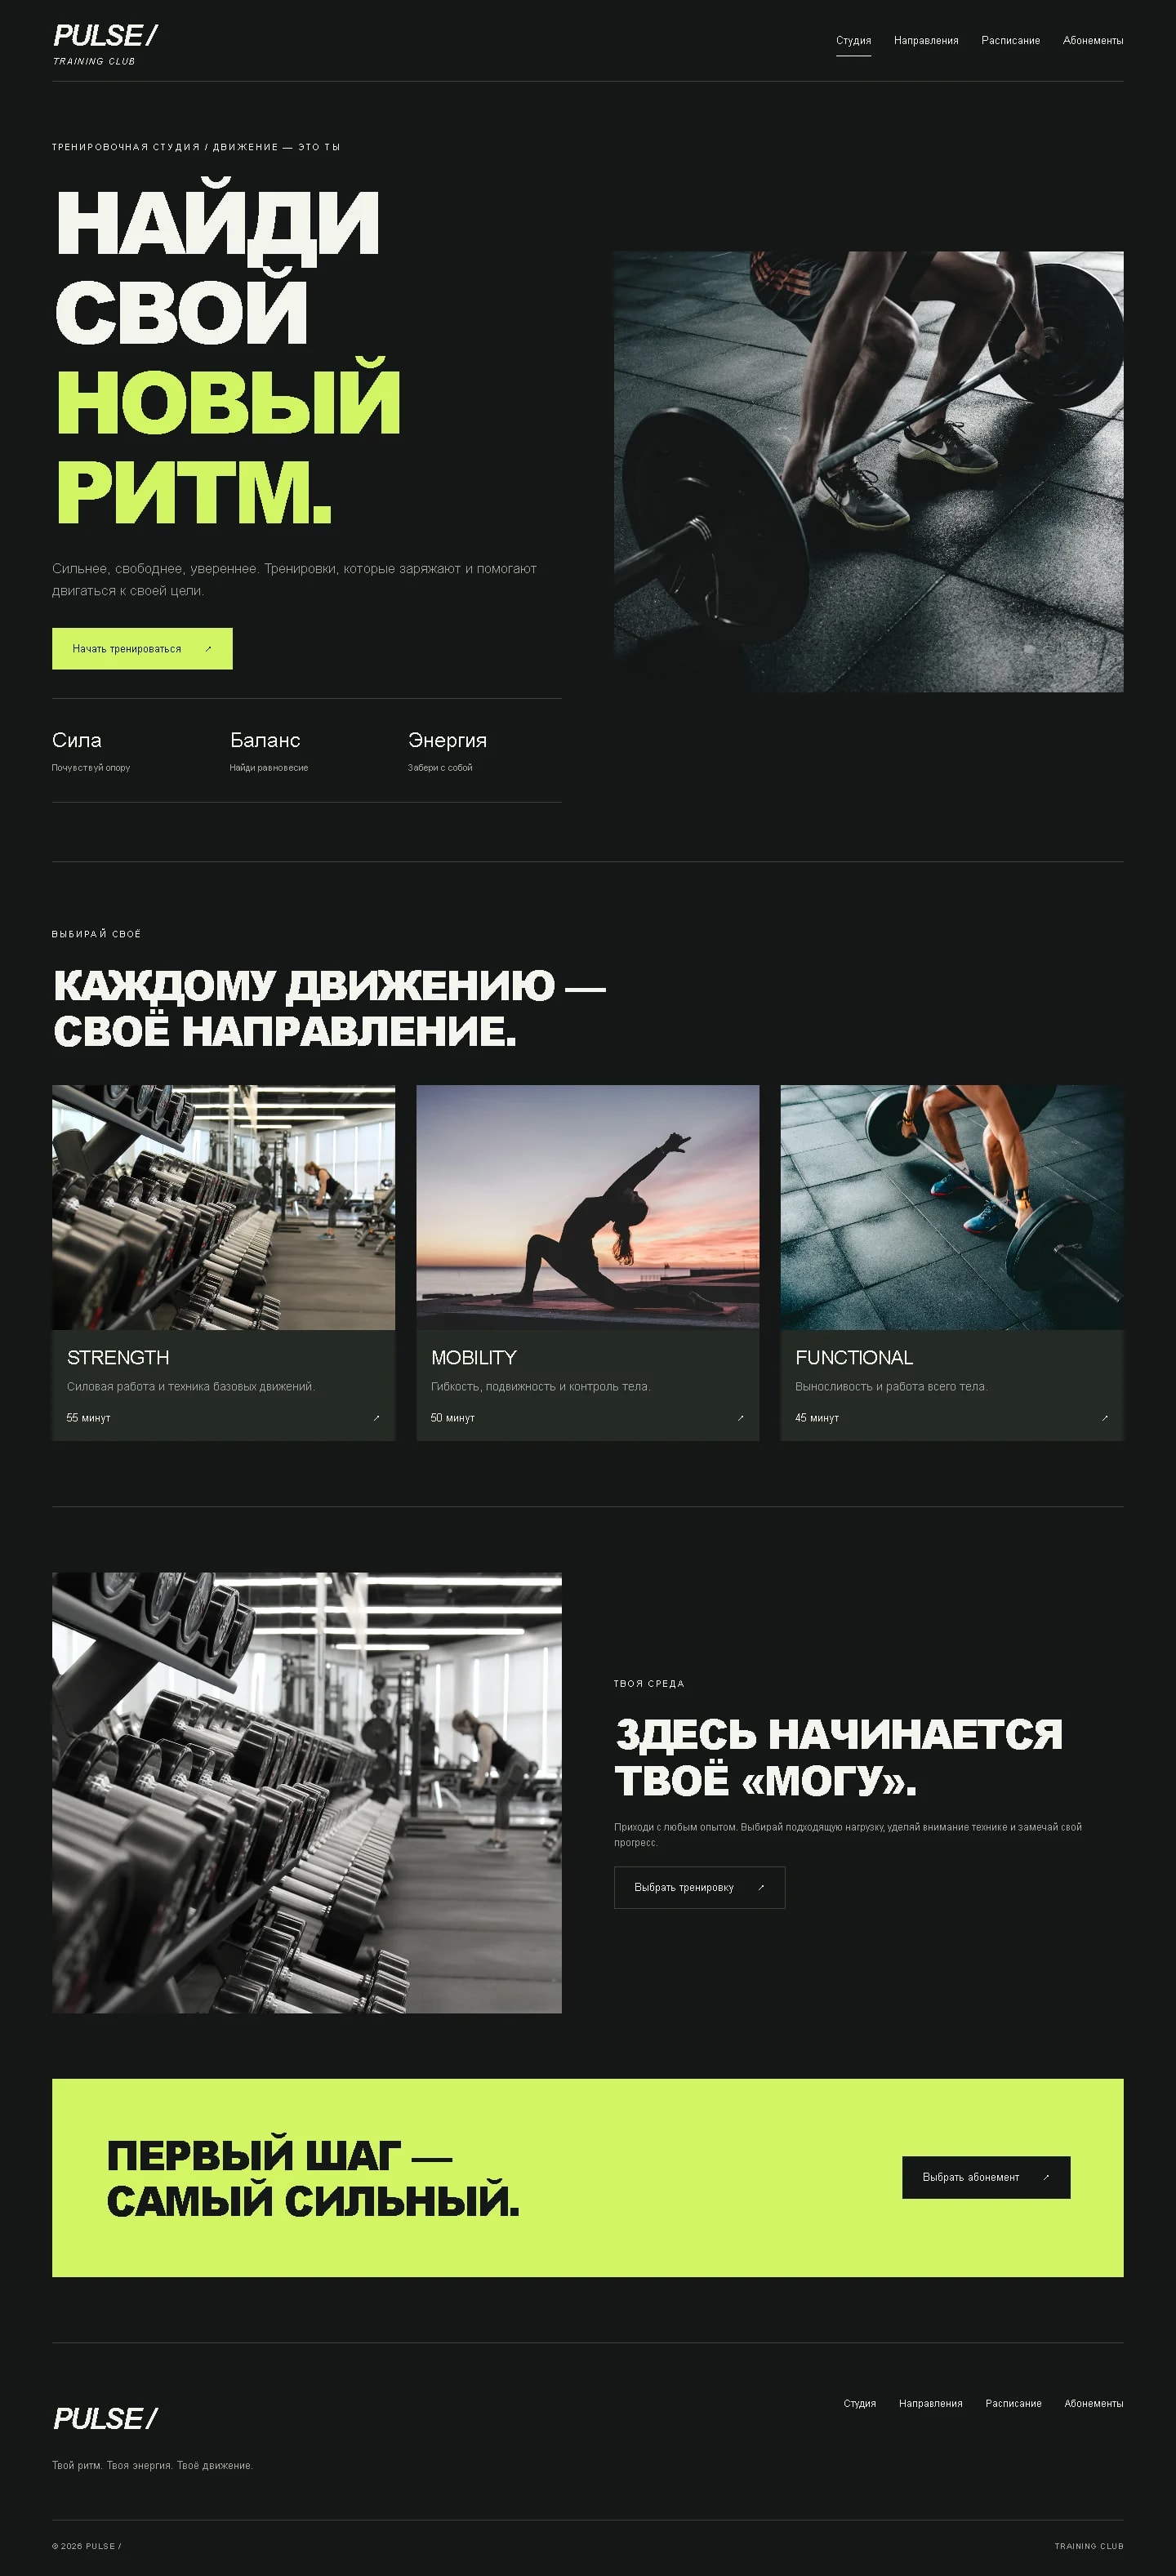 PULSE /
TRAINING CLUB
Студия Направления Расписание Абонементы
ТРЕНИРОВОЧНАЯ СТУДИЯ / ДВИЖЕНИЕ — ЭТО ТЫ
НАЙДИ
СВОЙ
НОВЫЙ
РИТМ.
Сильнее, свободнее, увереннее. Тренировки, которые заряжают и помогают
двигаться к своей цели.
Начать тренироваться ↗
Сила Баланс Энергия
Почувствуй опору Найди равновесие Забери с собой
ВЫБИРАЙ СВОЁ
КАЖДОМУ ДВИЖЕНИЮ —
СВОЁ НАПРАВЛЕНИЕ.
STRENGTH
Силовая работа и техника базовых движений.
55 минут ↗
MOBILITY
Гибкость, подвижность и контроль тела.
50 минут ↗
FUNCTIONAL
Выносливость и работа всего тела.
45 минут ↗
ТВОЯ СРЕДА
ЗДЕСЬ НАЧИНАЕТСЯ
ТВОЁ «МОГУ».
Приходи с любым опытом. Выбирай подходящую нагрузку, уделяй внимание технике и замечай свой
прогресс.
Выбрать тренировку ↗
ПЕРВЫЙ ШАГ —
САМЫЙ СИЛЬНЫЙ.
Выбрать абонемент ↗
PULSE /
Студия Направления Расписание Абонементы
Твой ритм. Твоя энергия. Твоё движение.
© 2026 PULSE /
TRAINING CLUB